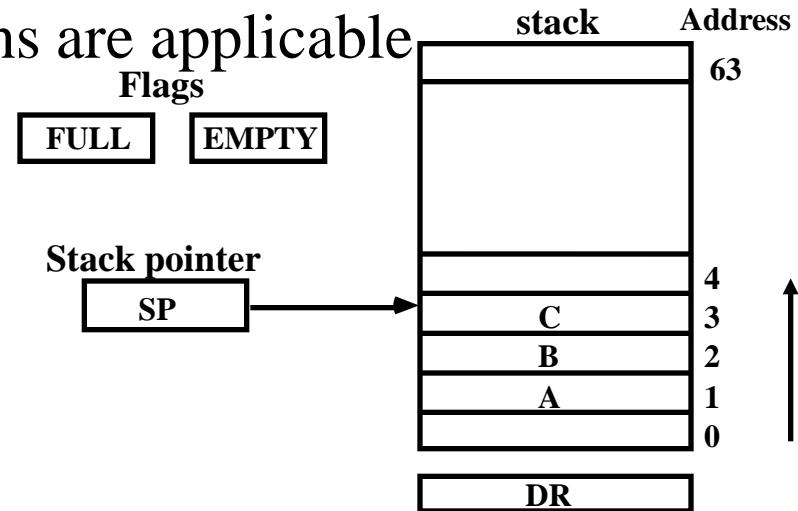 ns are applicable
stack Address
Flags
63
FULL EMPTY
Stack pointer
4
SP
C 3
B 2
A 1
0
DR